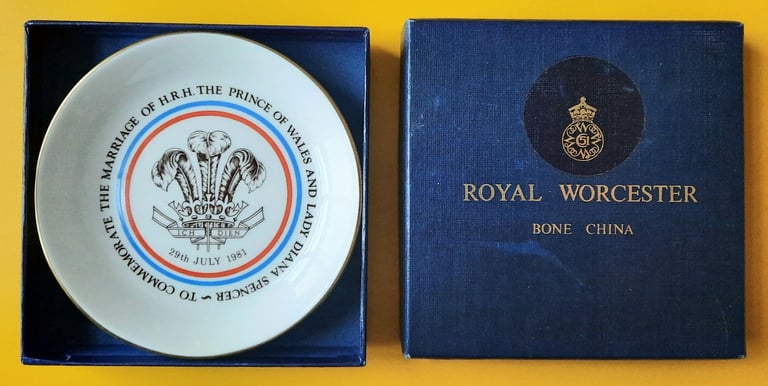 TO COMMEMORATE THE MARRIAGE OF H.R.H. THE PRINCE OF WALES AND LADY DIANA SPENCER ~
ICH DIEN
29th JULY 1981
51
ROYAL WORCESTER
BONE CHINA